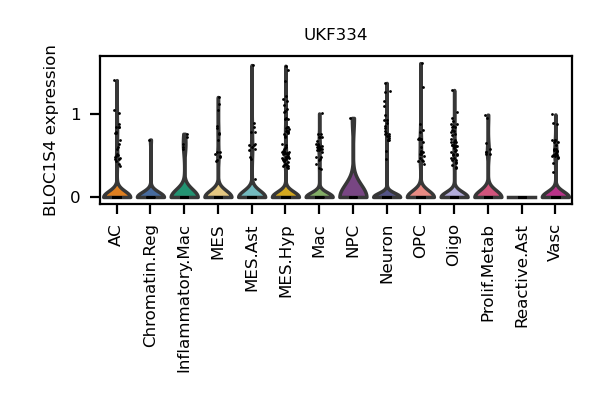 UKF334
BLOC1S4 expression
1
0
AC
Chromatin.Reg
Inflammatory.Mac
MES
MES.Ast
MES.Hyp
Mac
NPC
Neuron
OPC
Oligo
Prolif.Metab
Reactive.Ast
Vasc